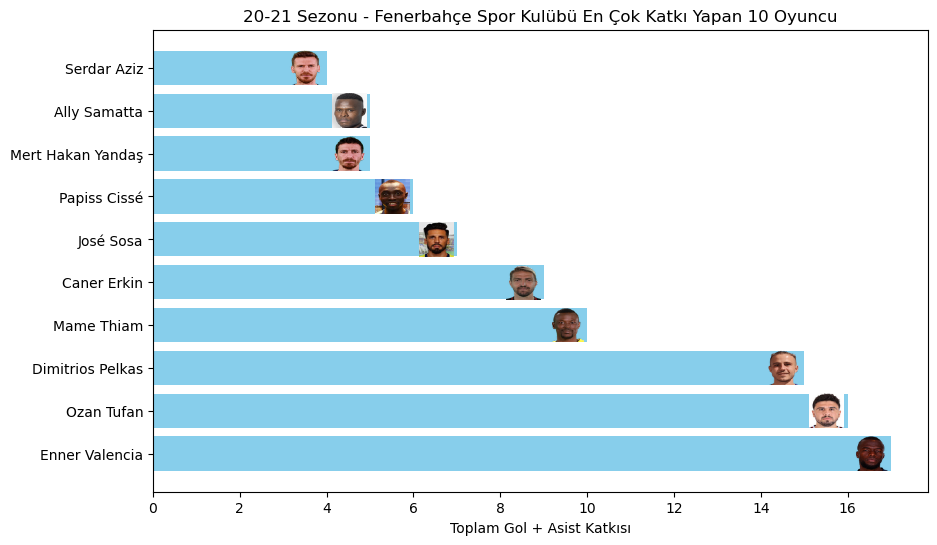 20-21 Sezonu - Fenerbahçe Spor Kulübü En Çok Katkı Yapan 10 Oyuncu
Serdar Aziz
Ally Samatta
Mert Hakan Yandaş
Papiss Cissé
José Sosa
Caner Erkin
Mame Thiam
Dimitrios Pelkas
Ozan Tufan
Enner Valencia
0 2 4 6 8 10 12 14 16
Toplam Gol + Asist Katkısı